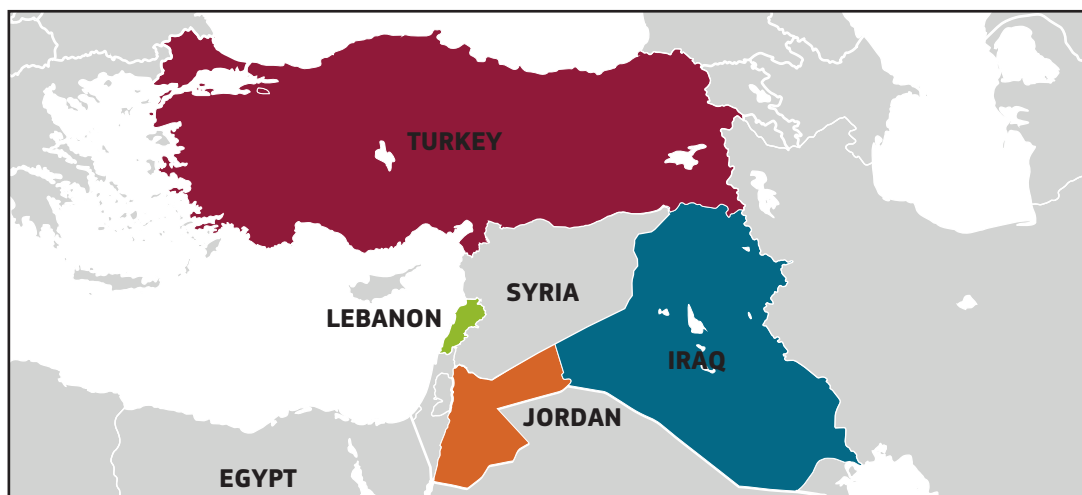 TURKEY
SYRIA
LEBANON
IRAQ
JORDAN
EGYPT